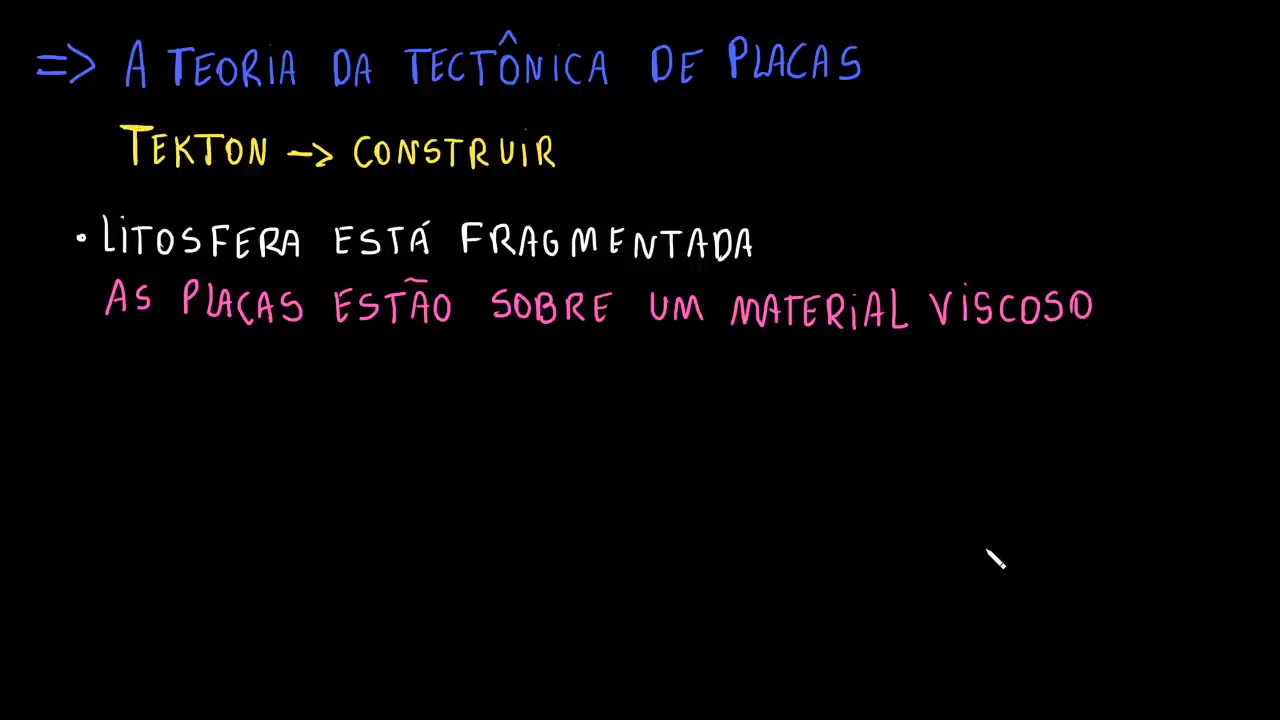 => A TEORIA DA TECTÔNICA DE PLACAS
TEKTON -> CONSTRUIR
• LITOSFERA ESTÁ FRAGMENTADA
AS PLACAS ESTÃO SOBRE UM MATERIAL VISCOSO